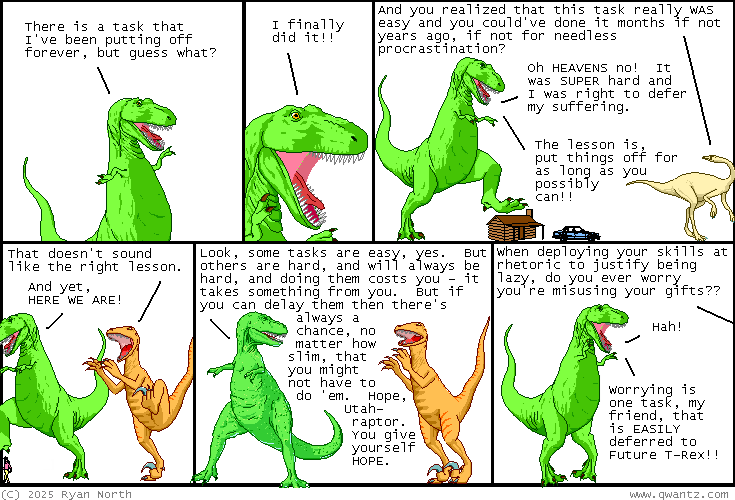 There is a task that
I've been putting off
forever, but guess what?
I finally
did it!!
And you realized that this task really WAS
easy and you could've done it months if not
years ago, if not for needless
procrastination?
Oh HEAVENS no! It
was SUPER hard and
I was right to defer
my suffering.
The lesson is,
put things off for
as long as you
possibly
can!!
That doesn't sound
like the right lesson.
And yet,
HERE WE ARE!
Look, some tasks are easy, yes. But
others are hard, and will always be
hard, and doing them costs you - it
takes something from you. But if
you can delay them then there's
always a
chance, no
matter how
slim, that
you might
not have to
do 'em. Hope,
Utah-
raptor.
You give
yourself
HOPE.
When deploying your skills at
rhetoric to justify being
lazy, do you ever worry
you're misusing your gifts??
Hah!
Worrying is
one task, my
friend, that
is EASILY
deferred to
Future T-Rex!!
(C) 2025 Ryan North
www.qwantz.com